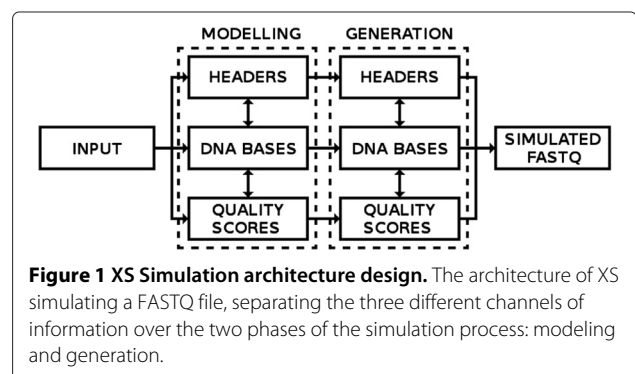 MODELLING GENERATION
HEADERS HEADERS
INPUT DNA BASES DNA BASES SIMULATED FASTQ
QUALITY SCORES QUALITY SCORES
Figure 1 XS Simulation architecture design. The architecture of XS
simulating a FASTQ file, separating the three different channels of
information over the two phases of the simulation process: modeling
and generation.